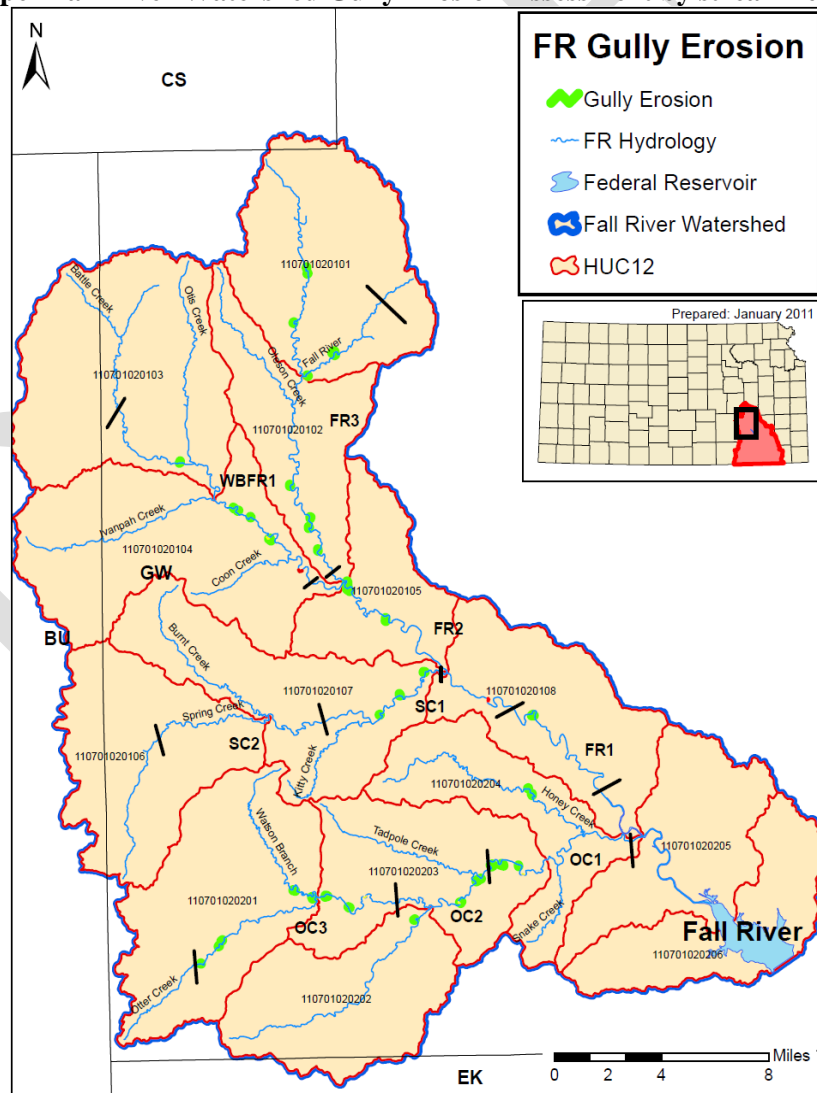 N
CS
FR Gully Erosion
Gully Erosion
FR Hydrology
Federal Reservoir
Fall River Watershed
HUC12
Prepared: January 2011
110701020101
Battle Creek
Otis Creek
Oleson Creek
Fall River
110701020103
110701020102
FR3
WBFR1
Ivanpah Creek
110701020104
GW
Coon Creek
110701020105
BU
Burnt Creek
FR2
110701020107
110701020108
SC1
Spring Creek
SC2
110701020106
Kitty Creek
FR1
110701020204
Honey Creek
Watson Branch
Tadpole Creek
110701020203
OC1
110701020205
110701020201
OC2
OC3
Snake Creek
Fall River
110701020206
Otter Creek
110701020202
0 2 4 8 Miles
EK